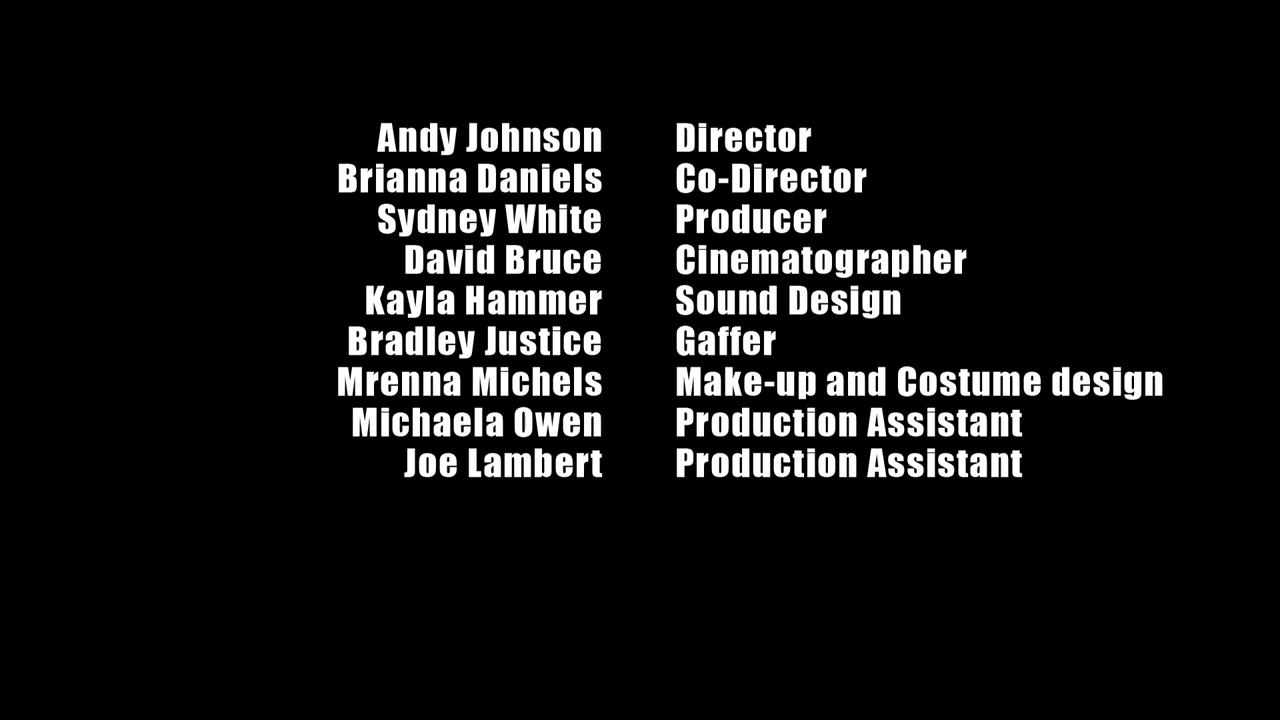 Andy Johnson Director
Brianna Daniels Co-Director
Sydney White Producer
David Bruce Cinematographer
Kayla Hammer Sound Design
Bradley Justice Gaffer
Mrenna Michels Make-up and Costume design
Michaela Owen Production Assistant
Joe Lambert Production Assistant